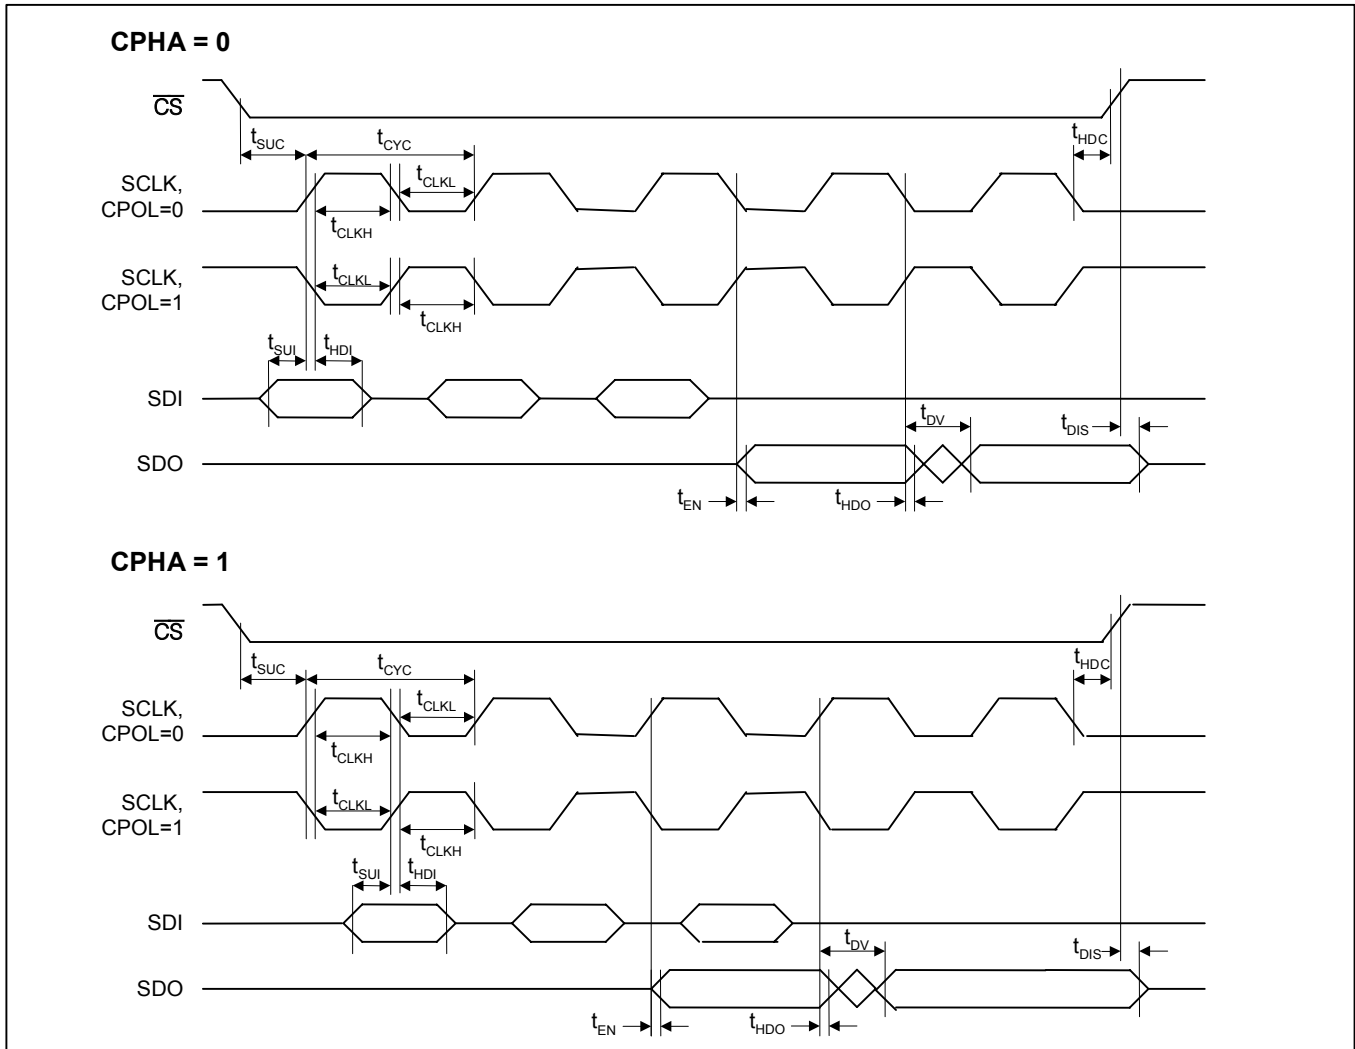 CPHA = 0
CS
tSUC
tCYC
tHDC
tCLKL
SCLK,
CPOL=0
tCLKH
SCLK,
CPOL=1
tCLKL
tCLKH
tSUI
tHDI
SDI
tDV
tDIS
SDO
tEN
tHDO
CPHA = 1
CS
tSUC
tCYC
tHDC
tCLKL
SCLK,
CPOL=0
tCLKH
SCLK,
CPOL=1
tCLKL
tCLKH
tSUI
tHDI
SDI
tDV
tDIS
SDO
tEN
tHDO